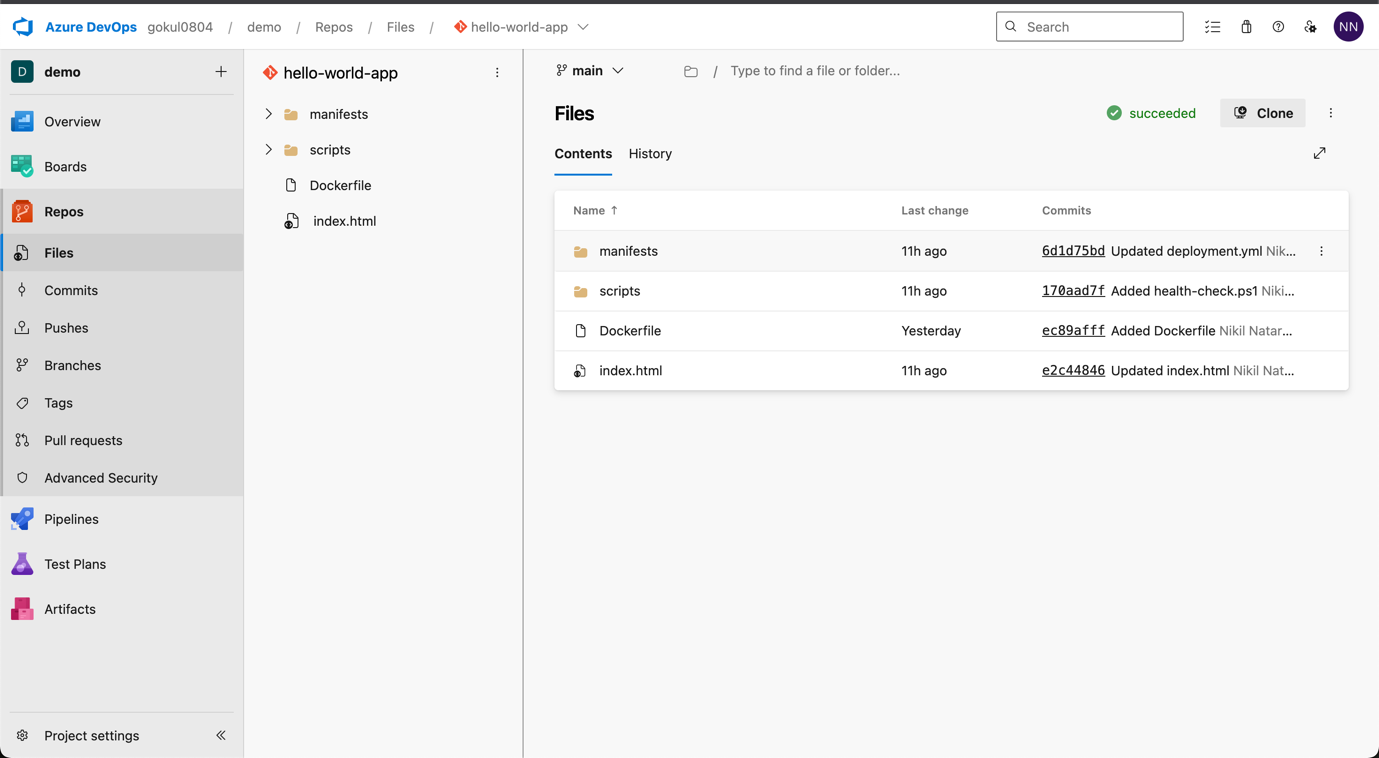 Azure DevOps gokul0804 / demo / Repos / Files / hello-world-app
Search
NN
D demo
Overview
Boards
Repos
Files
Commits
Pushes
Branches
Tags
Pull requests
Advanced Security
Pipelines
Test Plans
Artifacts
Project settings
hello-world-app
manifests
scripts
Dockerfile
index.html
main
/ Type to find a file or folder...
Files
succeeded
Clone
Contents History
Name ↑ Last change Commits
manifests 11h ago 6d1d75bd Updated deployment.yml Nik...
scripts 11h ago 170aad7f Added health-check.ps1 Niki...
Dockerfile Yesterday ec89afff Added Dockerfile Nikil Natar...
index.html 11h ago e2c44846 Updated index.html Nikil Nat...